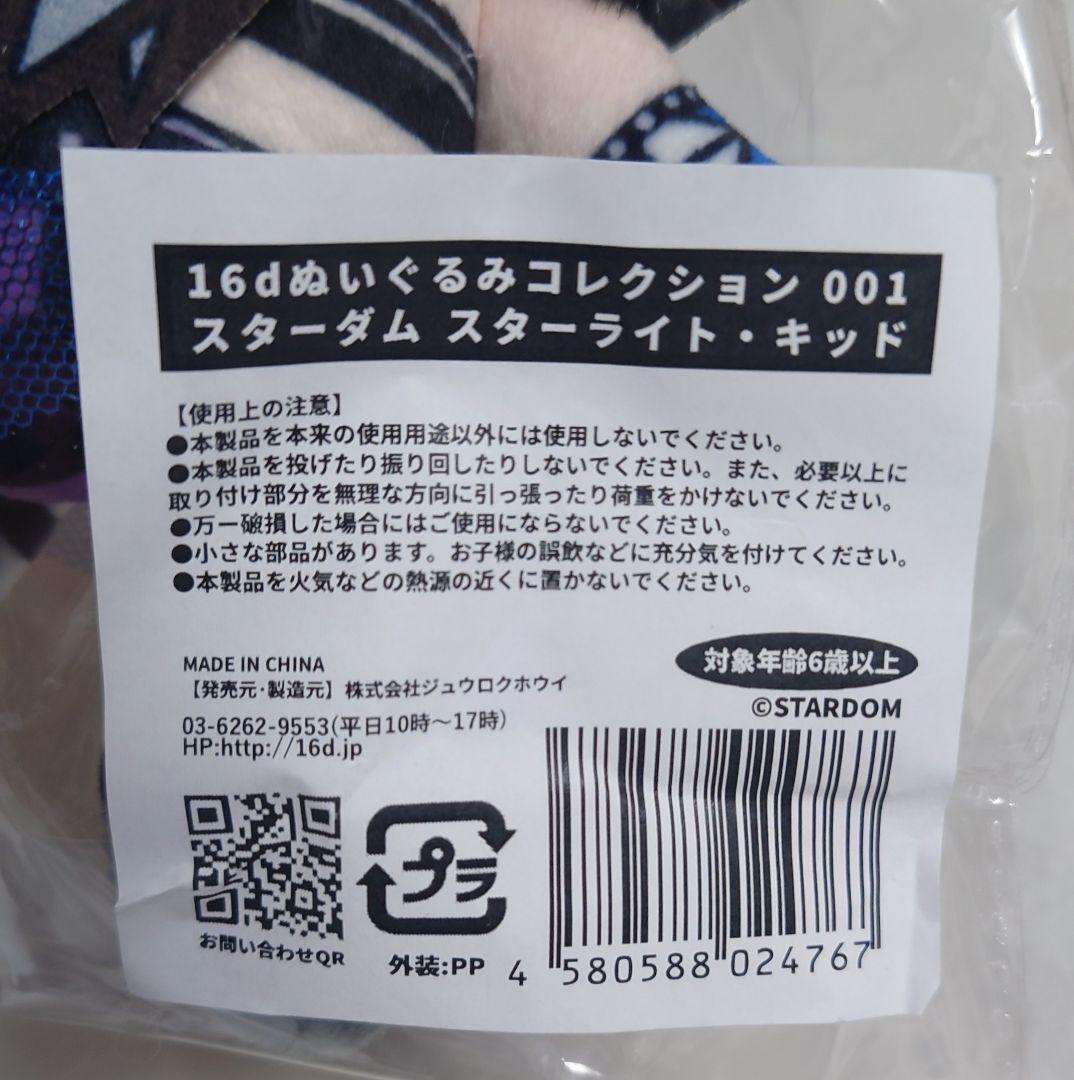 16dぬいぐるみコレクション 001
スターダム スターライト・キッド
【使用上の注意】
●本製品を本来の使用用途以外には使用しないでください。
●本製品を投げたり振り回したりしないでください。また、必要以上に
取り付け部分を無理な方向に引っ張ったり荷重をかけないでください。
●万一破損した場合にはご使用にならないでください。
●小さな部品があります。お子様の誤飲などに充分気を付けてください。
●本製品を火気などの熱源の近くに置かないでください。
MADE IN CHINA
【発売元・製造元】株式会社ジュウロクホウイ
03-6262-9553(平日10時～17時)
HP:http://16d.jp
対象年齢6歳以上
©STARDOM
お問い合わせQR
プラ
外装:PP
4 580588 024767